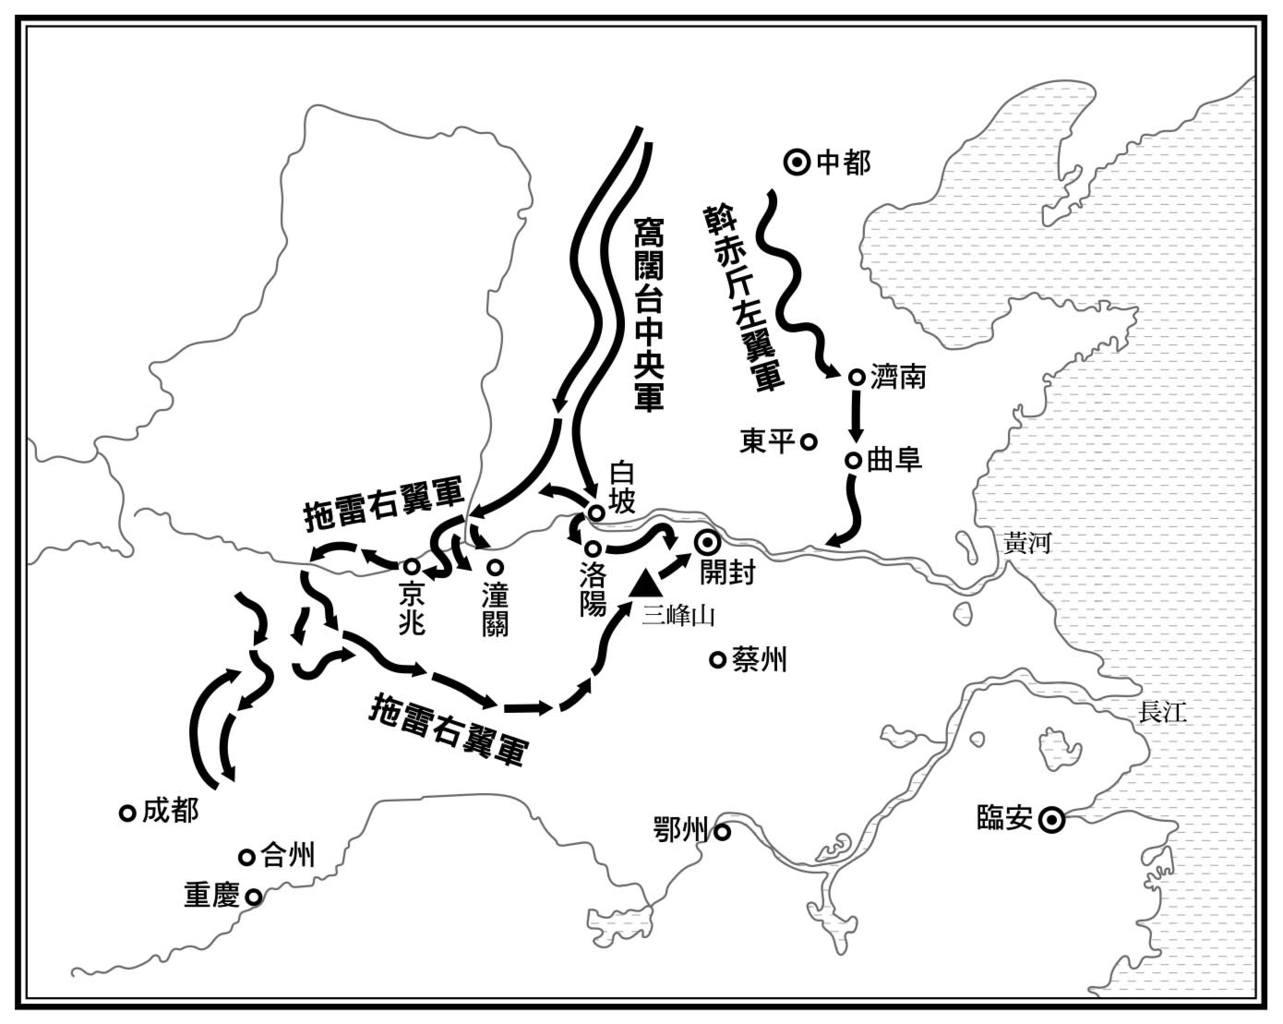 中都
斡赤斤左翼軍
窩闊台中央軍
濟南
東平
曲阜
白坡
拖雷右翼軍
黃河
開封
洛陽
潼關
京兆
三峰山
蔡州
拖雷右翼軍
長江
成都
鄂州
臨安
合州
重慶